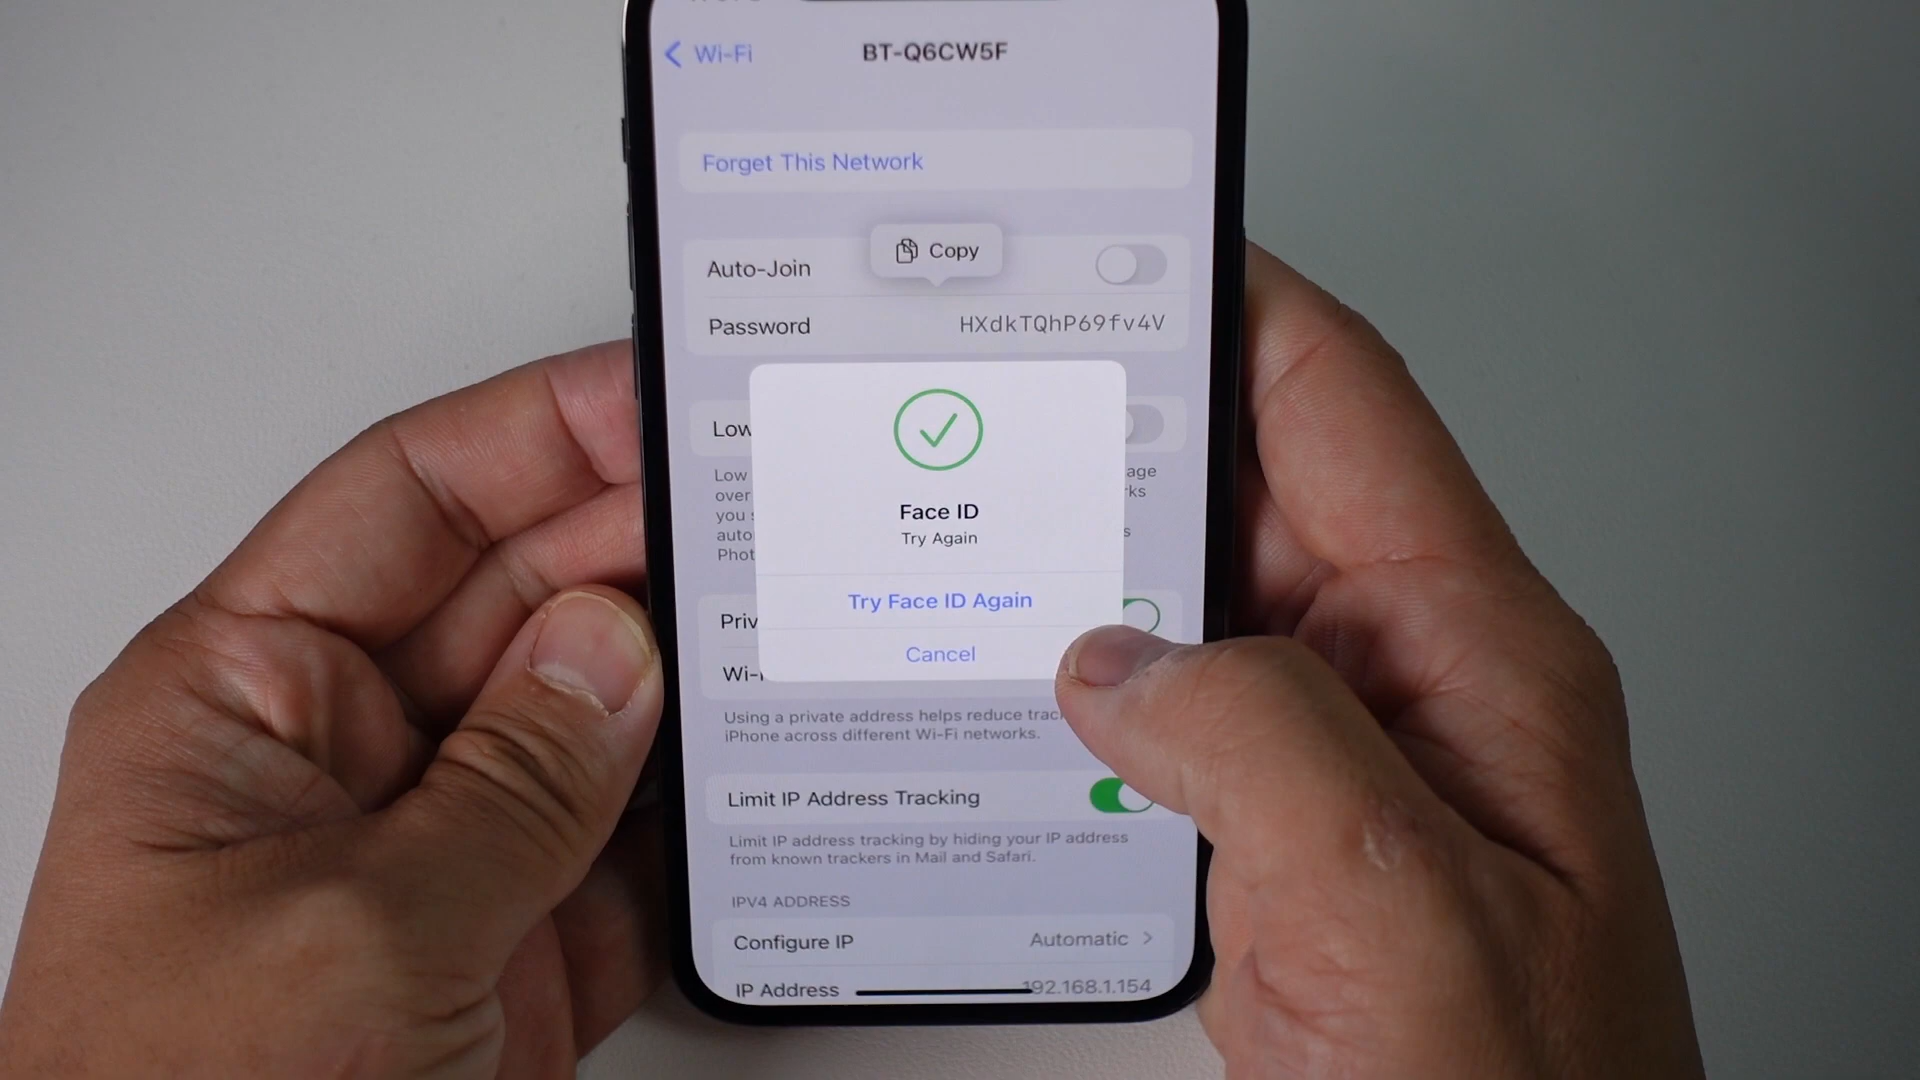 Wi-Fi
BT-Q6CW5F
Forget This Network
Copy
Auto-Join
Password
HXdkTQhP69fv4V
Low
Low
age
over
rks
you
auto
s
Phot
Face ID
Try Again
Try Face ID Again
Cancel
Priv
Wi-
Using a private address helps reduce trac
iPhone across different Wi-Fi networks.
Limit IP Address Tracking
Limit IP address tracking by hiding your IP address
from known trackers in Mail and Safari.
IPV4 ADDRESS
Configure IP
Automatic
IP Address
192.168.1.154